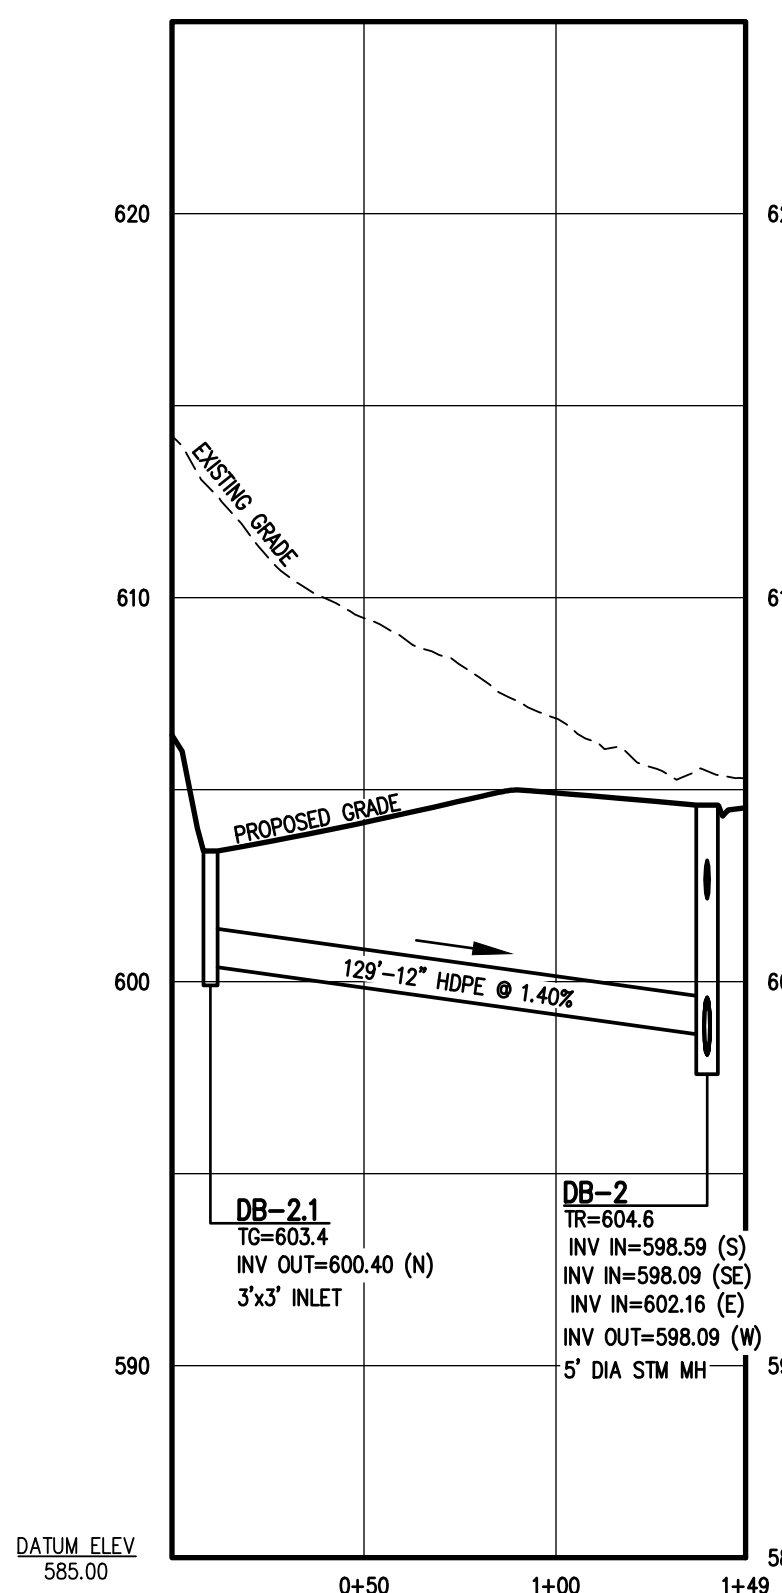 620
EXISTING GRADE
610
PROPOSED GRADE
129'-12" HDPE @ 1.40%
600
DB-2.1
TG=603.4
INV OUT=600.40 (N)
3'x3' INLET
DB-2
TR=604.6
INV IN=598.59 (S)
INV IN=598.09 (SE)
INV IN=602.16 (E)
INV OUT=598.09 (W)
5' DIA STM MH
590
DATUM ELEV
585.00
0+50
1+00
1+49